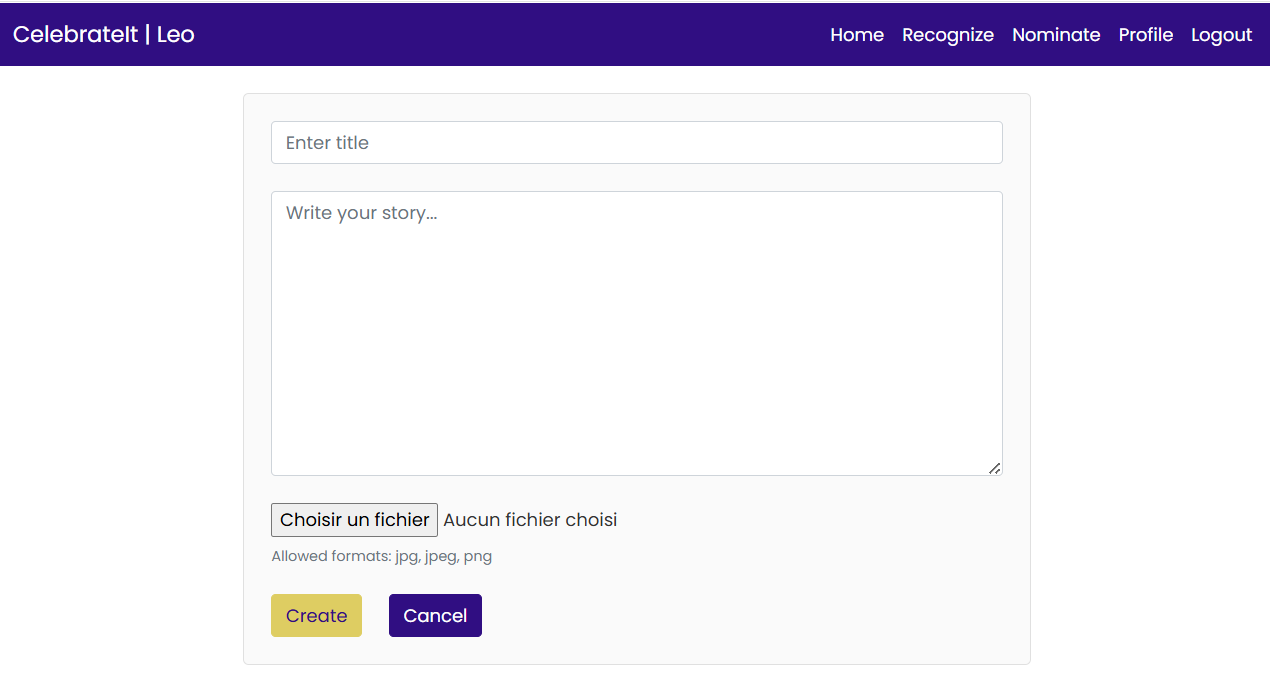 CelebrateIt | Leo
Home Recognize Nominate Profile Logout
Enter title
Write your story...
Choisir un fichier Aucun fichier choisi
Allowed formats: jpg, jpeg, png
Create Cancel